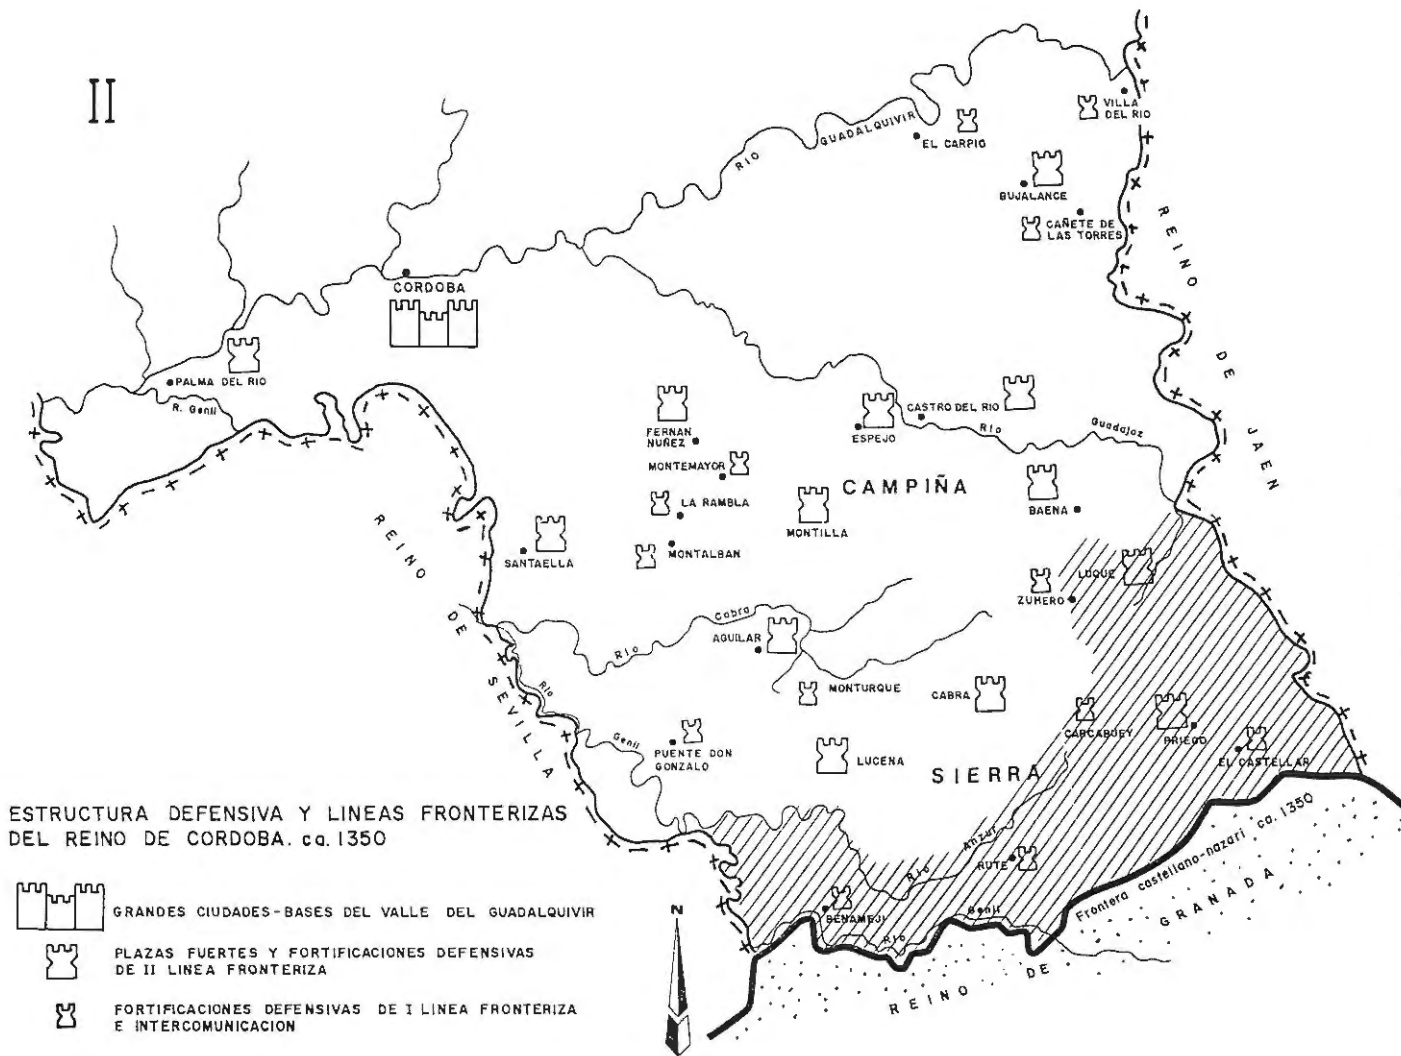 II
VILLA
DEL RIO
RIO GUADALQUIVIR
EL CARPIO
BUJALANCE
CAÑETE DE
LAS TORRES
REINO DE JAEN
CORDOBA
PALMA DEL RIO
R. Genil
FERNAN
NUÑEZ
ESPEJO
CASTRO DEL RIO
Río Guadajoz
MONTEMAYOR
CAMPIÑA
LA RAMBLA
MONTILLA
BAENA
REINO DE SEVILLA
SANTAELLA
MONTALBAN
LUQUE
ZUHERO
Río Cabra
AGUILAR
MONTURQUE
CABRA
CARCABUEY
PRIEGO
EL CASTELLAR
Río Genil
PUENTE DON
GONZALO
LUCENA
SIERRA
Río Anzur
RUTE
BENAMEJI
Río Genil
Frontera castellano-nazarí ca. 1350
REINO DE GRANADA
ESTRUCTURA DEFENSIVA Y LINEAS FRONTERIZAS
DEL REINO DE CORDOBA. ca. 1350
GRANDES CIUDADES-BASES DEL VALLE DEL GUADALQUIVIR
PLAZAS FUERTES Y FORTIFICACIONES DEFENSIVAS
DE II LINEA FRONTERIZA
FORTIFICACIONES DEFENSIVAS DE I LINEA FRONTERIZA
E INTERCOMUNICACION
N